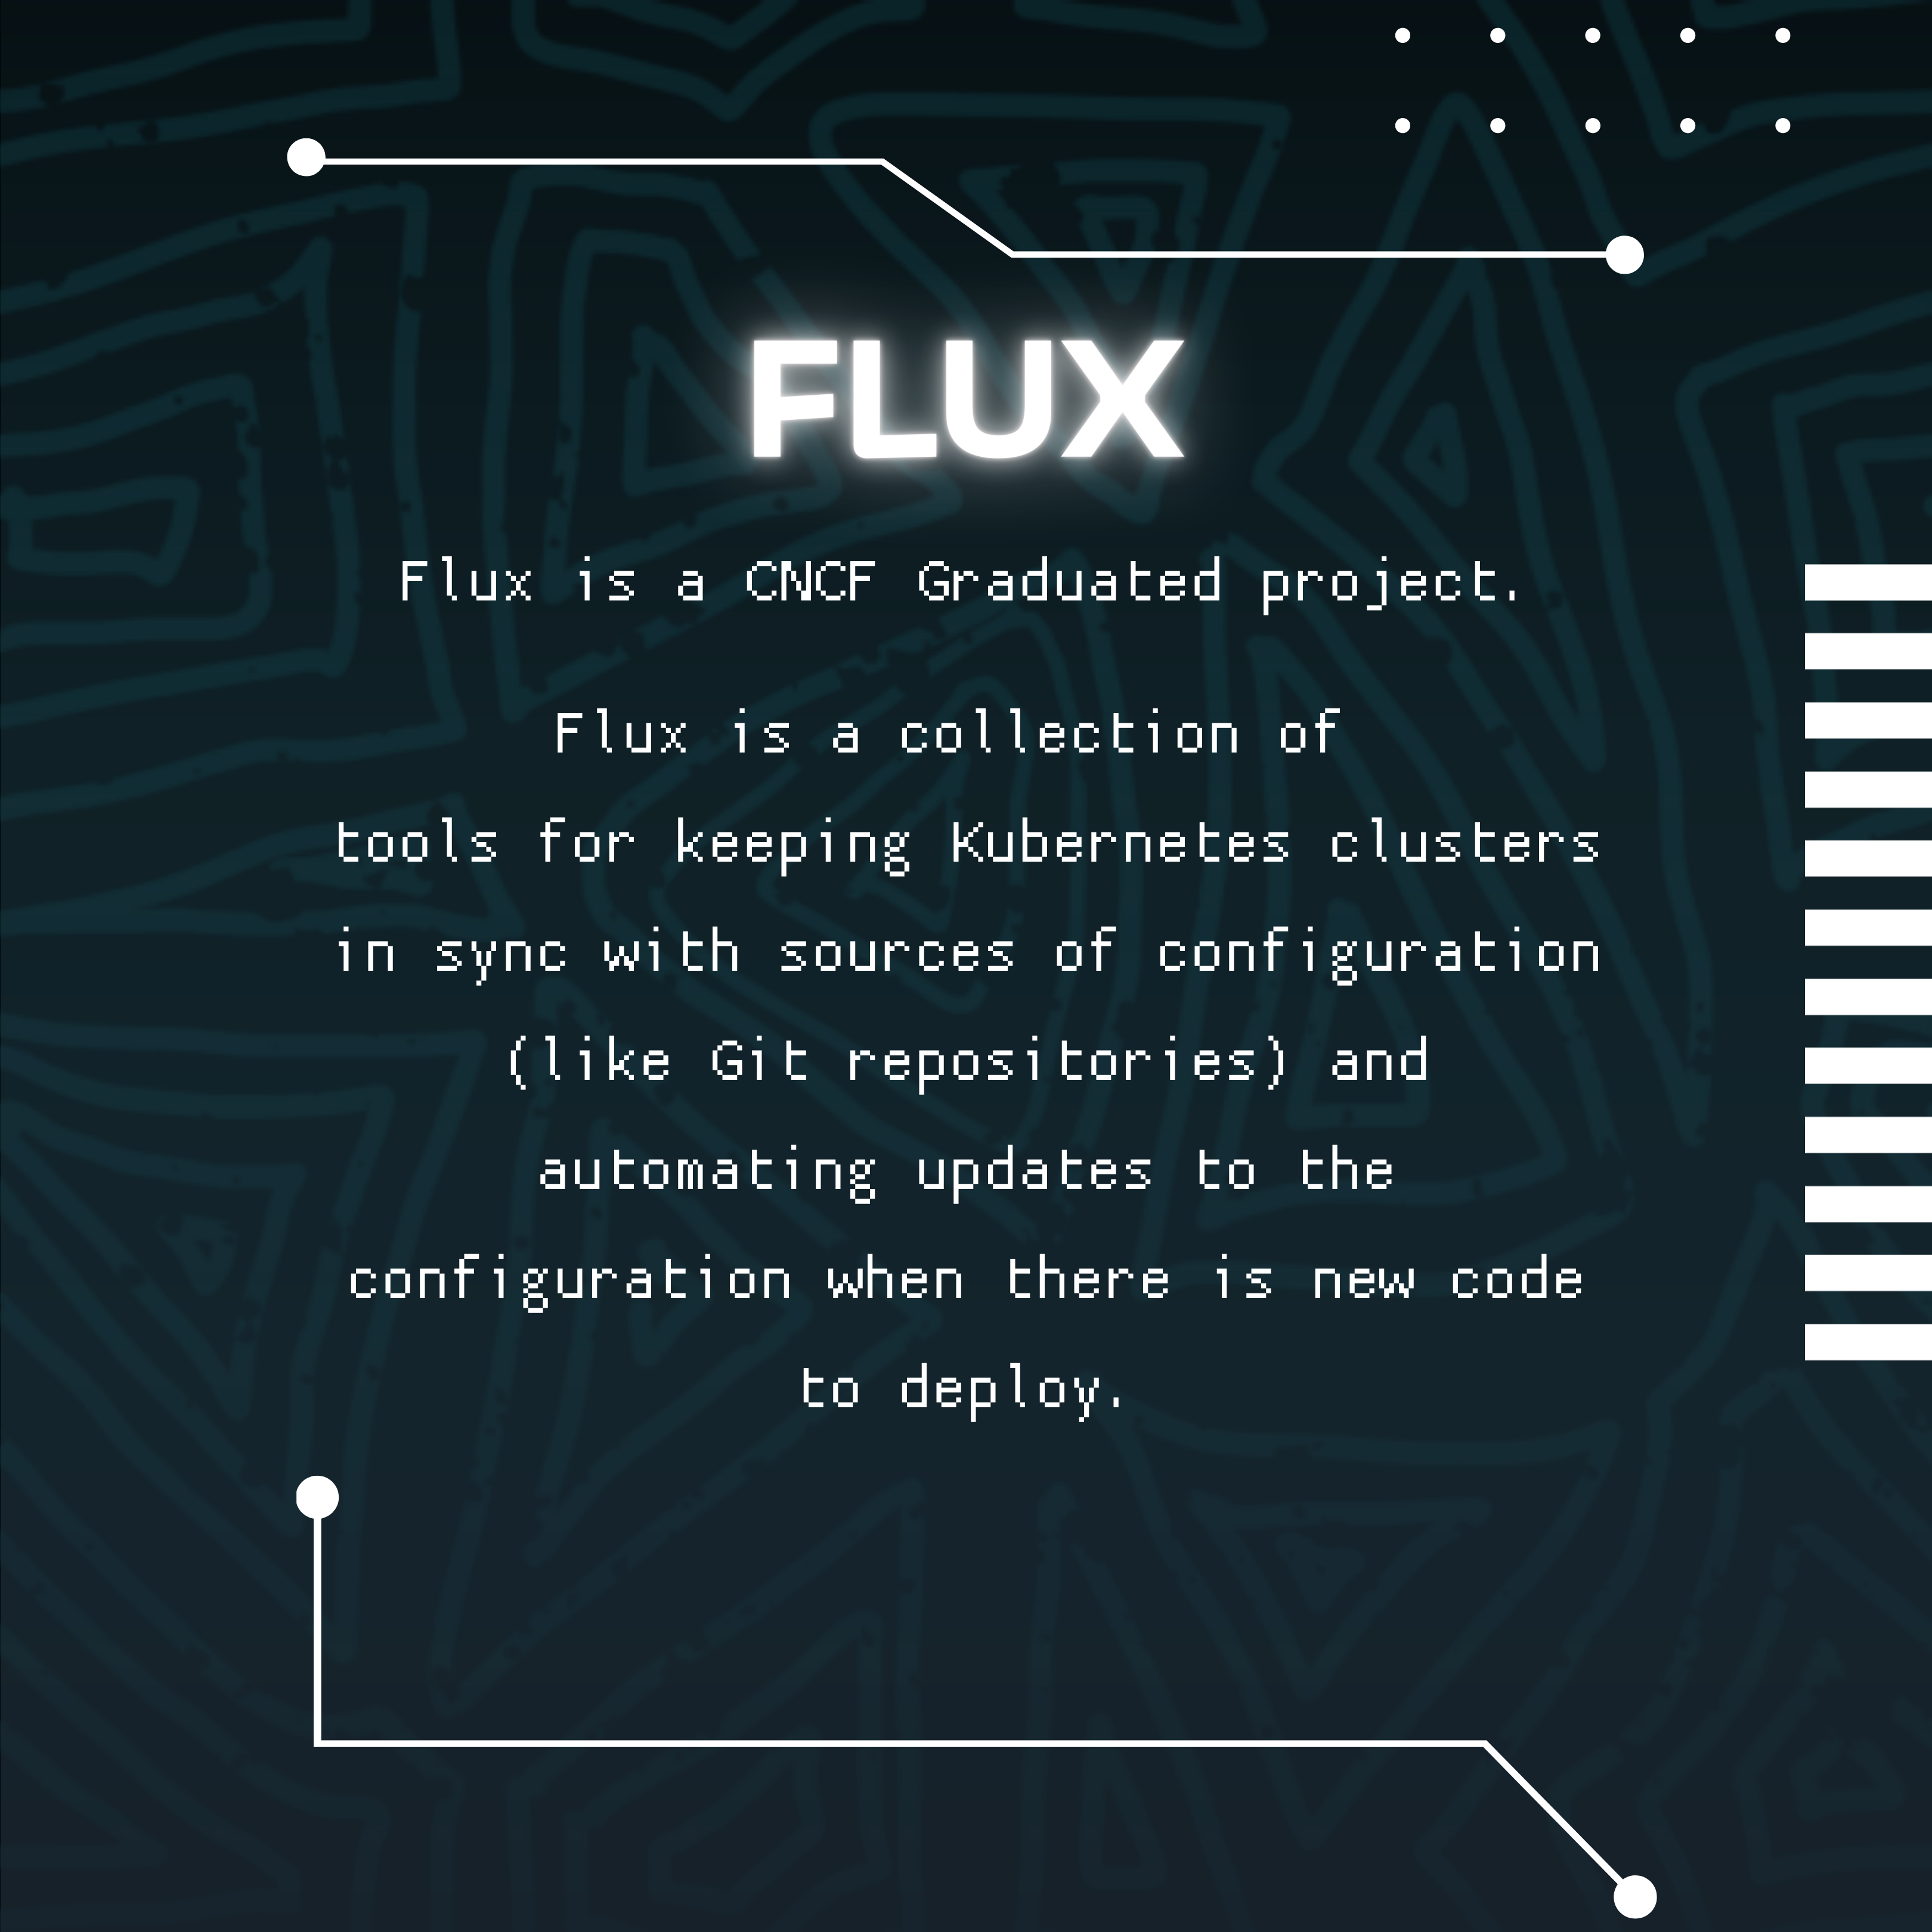 FLUX
Flux is a CNCF Graduated project.
Flux is a collection of
tools for keeping Kubernetes clusters
in sync with sources of configuration
(like Git repositories) and
automating updates to the
configuration when there is new code
to deploy.